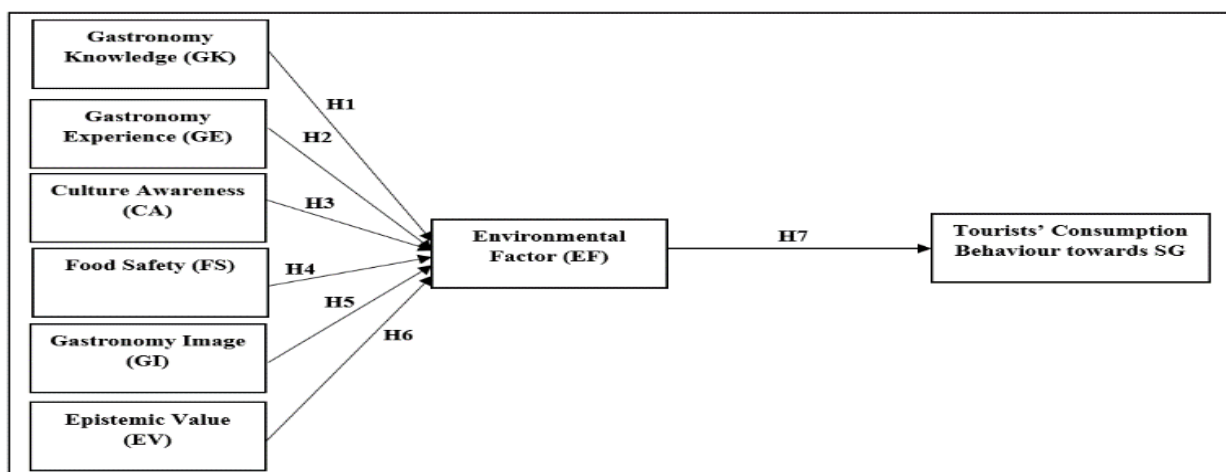 Gastronomy
Knowledge (GK)
H1
Gastronomy
Experience (GE)
H2
Culture Awareness
(CA)
H3
Food Safety (FS)
H4
Gastronomy Image
(GI)
H5
Epistemic Value
(EV)
H6
Environmental
Factor (EF)
H7
Tourists' Consumption
Behaviour towards SG